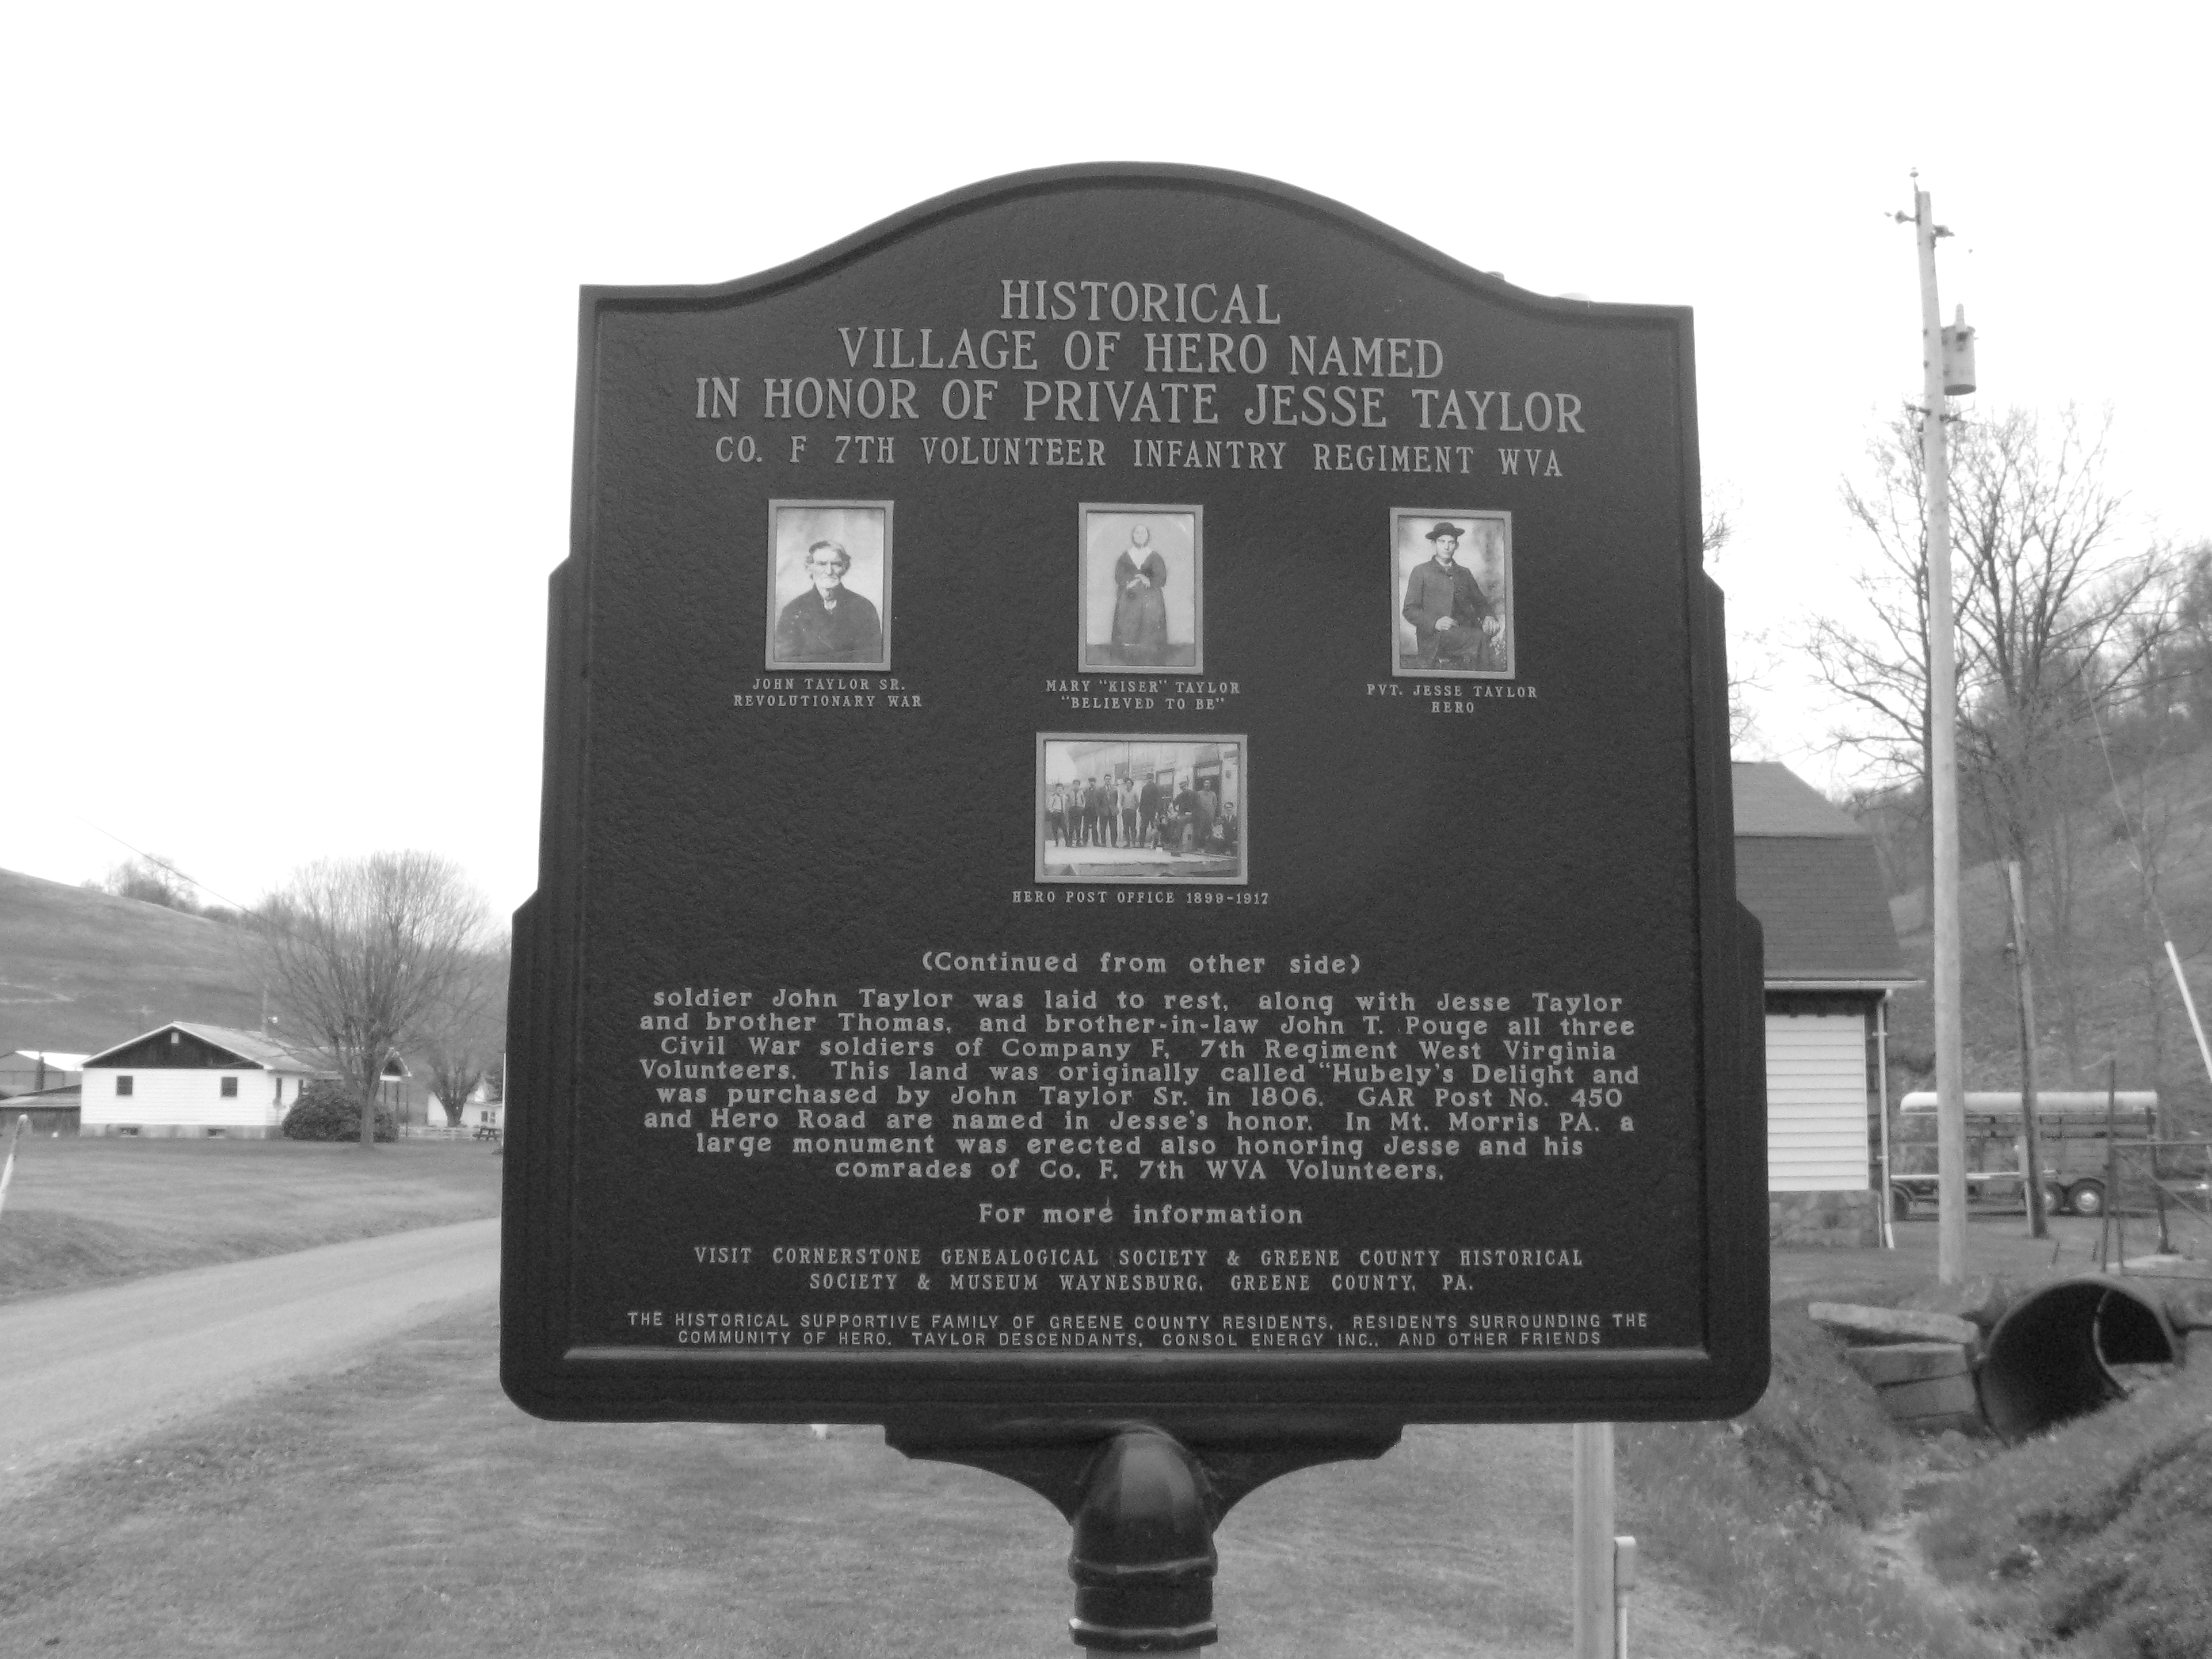 HISTORICAL
VILLAGE OF HERO NAMED
IN HONOR OF PRIVATE JESSE TAYLOR
CO. F 7TH VOLUNTEER INFANTRY REGIMENT WVA
JOHN TAYLOR SR.
REVOLUTIONARY WAR
MARY "KISER" TAYLOR
"BELIEVED TO BE"
PVT. JESSE TAYLOR
HERO
HERO POST OFFICE 1899-1917
(Continued from other side)
soldier John Taylor was laid to rest, along with Jesse Taylor
and brother Thomas, and brother-in-law John T. Pouge all three
Civil War soldiers of Company F, 7th Regiment West Virginia
Volunteers. This land was originally called "Hubely's Delight and
was purchased by John Taylor Sr. in 1806. GAR Post No. 450
and Hero Road are named in Jesse's honor. In Mt. Morris PA. a
large monument was erected also honoring Jesse and his
comrades of Co. F. 7th WVA Volunteers.
For more information
VISIT CORNERSTONE GENEALOGICAL SOCIETY & GREENE COUNTY HISTORICAL
SOCIETY & MUSEUM WAYNESBURG, GREENE COUNTY, PA.
THE HISTORICAL SUPPORTIVE FAMILY OF GREENE COUNTY RESIDENTS, RESIDENTS SURROUNDING THE
COMMUNITY OF HERO. TAYLOR DESCENDANTS, CONSOL ENERGY INC., AND OTHER FRIENDS